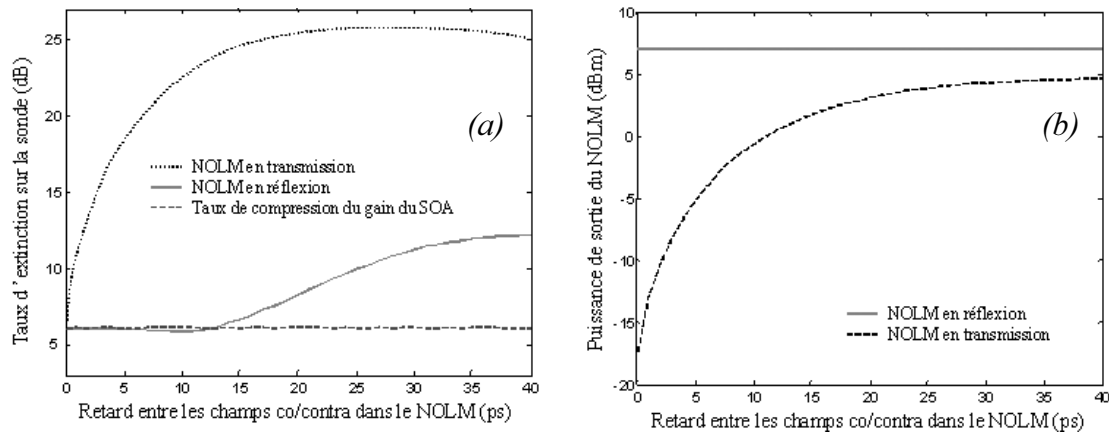 Taux d'extinction sur la sonde (dB)
25
20
15
10
5
(a)
NOLM en transmission
NOLM en réflexion
Taux de compression du gain du SOA
0 5 10 15 20 25 30 35 40
Retard entre les champs co/contra dans le NOLM (ps)
Puissance de sortie du NOLM (dBm)
10
5
0
-5
-10
-15
-20
(b)
NOLM en réflexion
NOLM en transmission
0 10 20 30 40
Retard entre les champs co/contra dans le NOLM (ps)